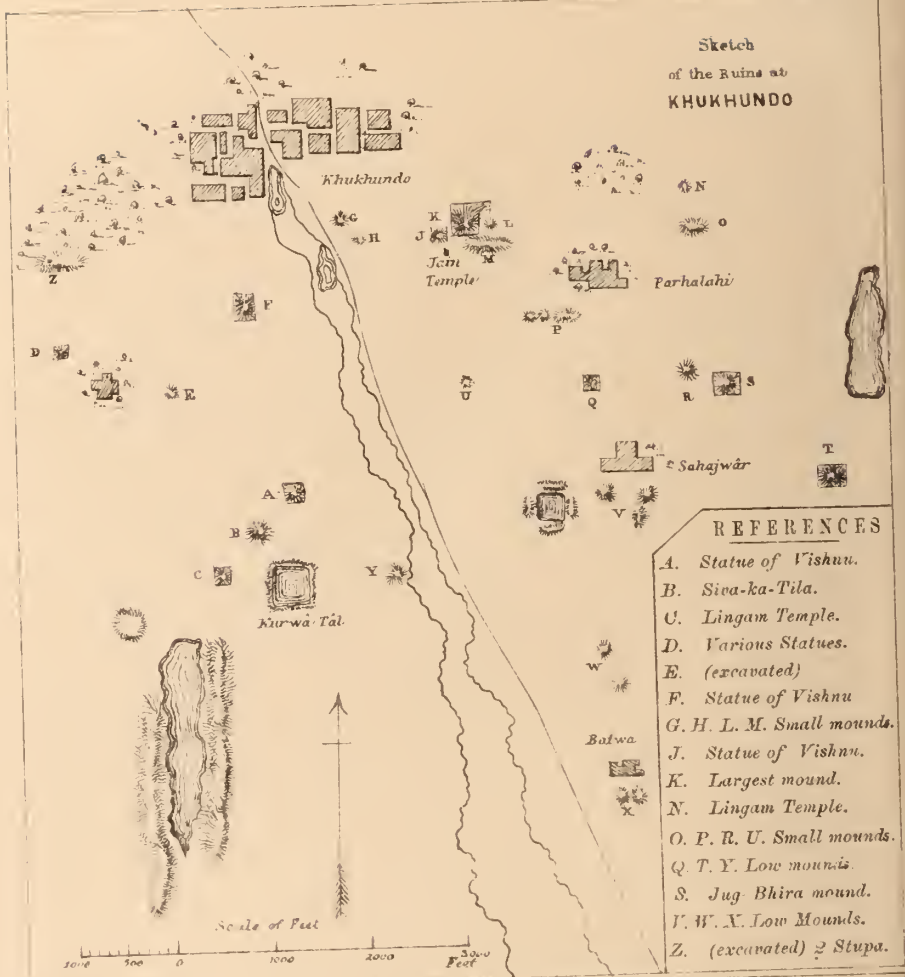 Sketch
of the Ruins at
KHUKHUNDO
Khukhundo
N
K
G
L
O
H
J
M
Jain
Temple
Parhalahi
Z
F
P
D
E
U
Q
R
S
T
Sahajwâr
A
V
B
C
Y
Kurwâ Tâl
W
Batwa
X
REFERENCES
A. Statue of Vishnu.
B. Siva-ka-Tila.
C. Lingam Temple.
D. Various Statues.
E. (excavated)
F. Statue of Vishnu
G. H. L. M. Small mounds.
J. Statue of Vishnu.
K. Largest mound.
N. Lingam Temple.
O. P. R. U. Small mounds.
Q. T. Y. Low mounds.
S. Jug-Bhira mound.
V. W. X. Low Mounds.
Z. (excavated) ? Stupa.
Scale of Feet
1000 500 0 1000 2000 3000
Feet